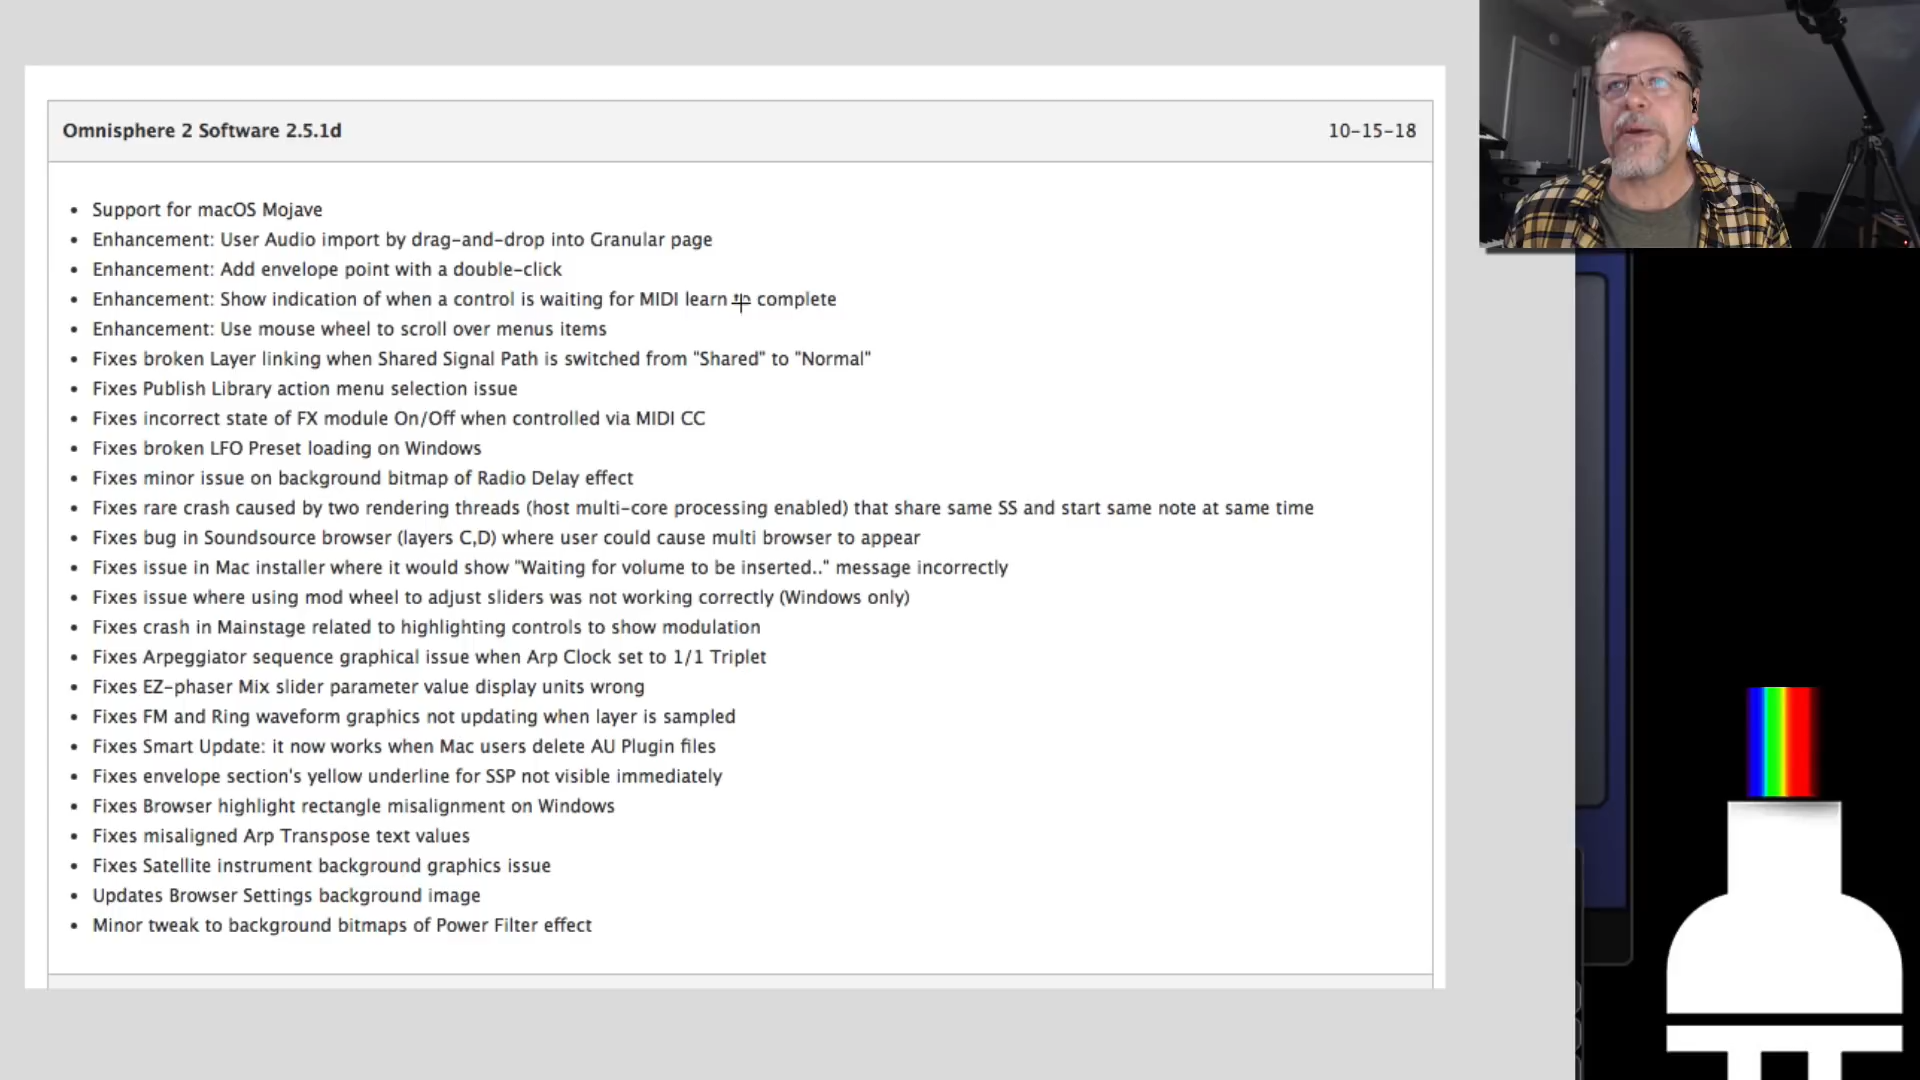 Omnisphere 2 Software 2.5.1d 10-15-18
• Support for macOS Mojave
• Enhancement: User Audio import by drag-and-drop into Granular page
• Enhancement: Add envelope point with a double-click
• Enhancement: Show indication of when a control is waiting for MIDI learn complete
• Enhancement: Use mouse wheel to scroll over menus items
• Fixes broken Layer linking when Shared Signal Path is switched from "Shared" to "Normal"
• Fixes Publish Library action menu selection issue
• Fixes incorrect state of FX module On/Off when controlled via MIDI CC
• Fixes broken LFO Preset loading on Windows
• Fixes minor issue on background bitmap of Radio Delay effect
• Fixes rare crash caused by two rendering threads (host multi-core processing enabled) that share same SS and start same note at same time
• Fixes bug in Soundsource browser (layers C,D) where user could cause multi browser to appear
• Fixes issue in Mac installer where it would show "Waiting for volume to be inserted.." message incorrectly
• Fixes issue where using mod wheel to adjust sliders was not working correctly (Windows only)
• Fixes crash in Mainstage related to highlighting controls to show modulation
• Fixes Arpeggiator sequence graphical issue when Arp Clock set to 1/1 Triplet
• Fixes EZ-phaser Mix slider parameter value display units wrong
• Fixes FM and Ring waveform graphics not updating when layer is sampled
• Fixes Smart Update: it now works when Mac users delete AU Plugin files
• Fixes envelope section's yellow underline for SSP not visible immediately
• Fixes Browser highlight rectangle misalignment on Windows
• Fixes misaligned Arp Transpose text values
• Fixes Satellite instrument background graphics issue
• Updates Browser Settings background image
• Minor tweak to background bitmaps of Power Filter effect